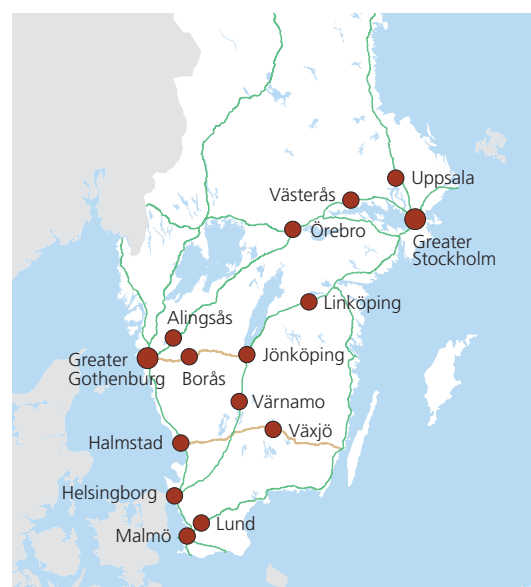 Uppsala
Västerås
Örebro
Greater
Stockholm
Linköping
Alingsås
Greater
Gothenburg
Borås
Jönköping
Värnamo
Växjö
Halmstad
Helsingborg
Lund
Malmö